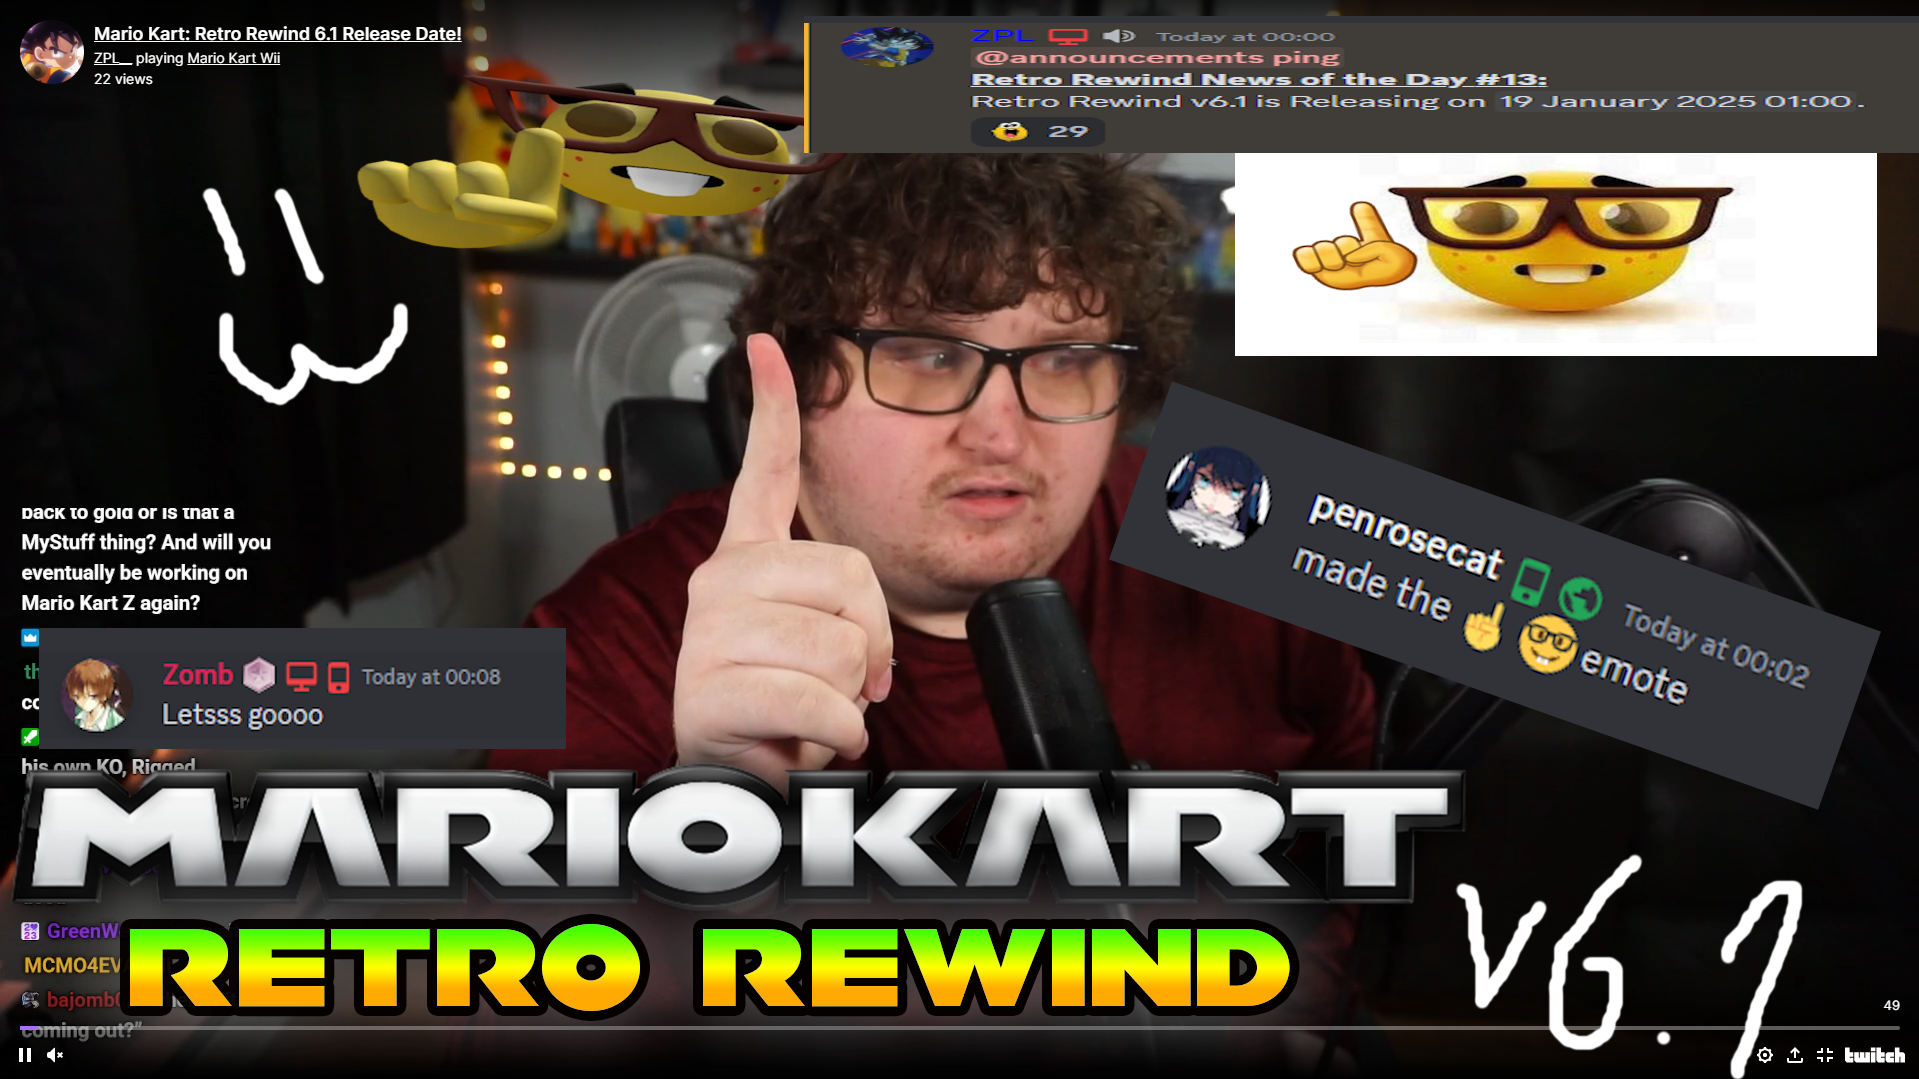 Mario Kart: Retro Rewind 6.1 Release Date!
ZPL__ playing Mario Kart Wii
22 views
ZPL Today at 00:00
@announcements ping
Retro Rewind News of the Day #13:
Retro Rewind v6.1 is Releasing on 19 January 2025 01:00.
29
penrosecat Today at 00:02
made the ☝️ 🤓 emote
back to gold or is that a
MyStuff thing? And will you
eventually be working on
Mario Kart Z again?
Zomb Today at 00:08
Letsss goooo
his own KO, Rigged
MARIOKART
RETRO REWIND
v6.1
GreenW
MCMO4EV
bajomb
coming out?"
49
twitch